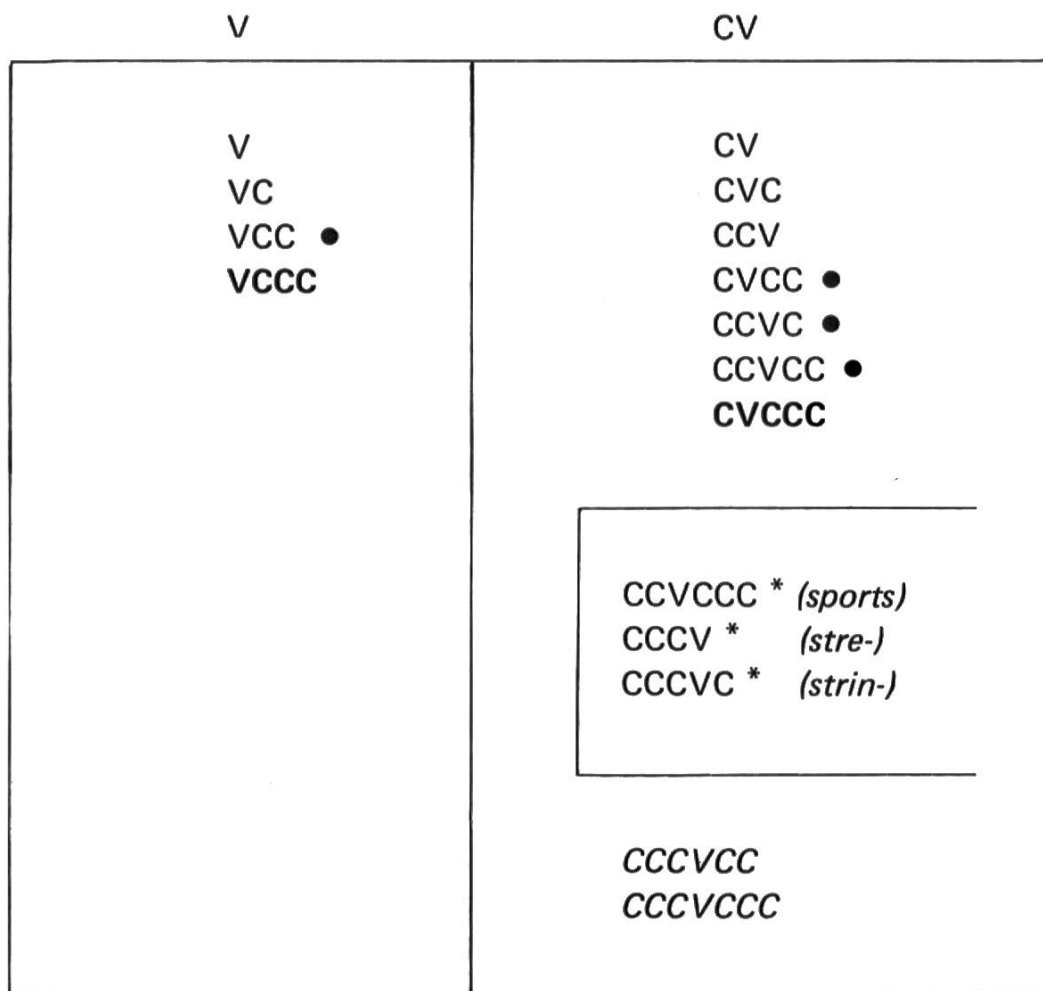 V CV
V CV
VC CVC
VCC ● CCV
VCCC CVCC ●
CCVC ●
CCVCC ●
CVCCC
CCVCCC * (sports)
CCCV * (stre-)
CCCVC * (strin-)
CCCVCC
CCCVCCC